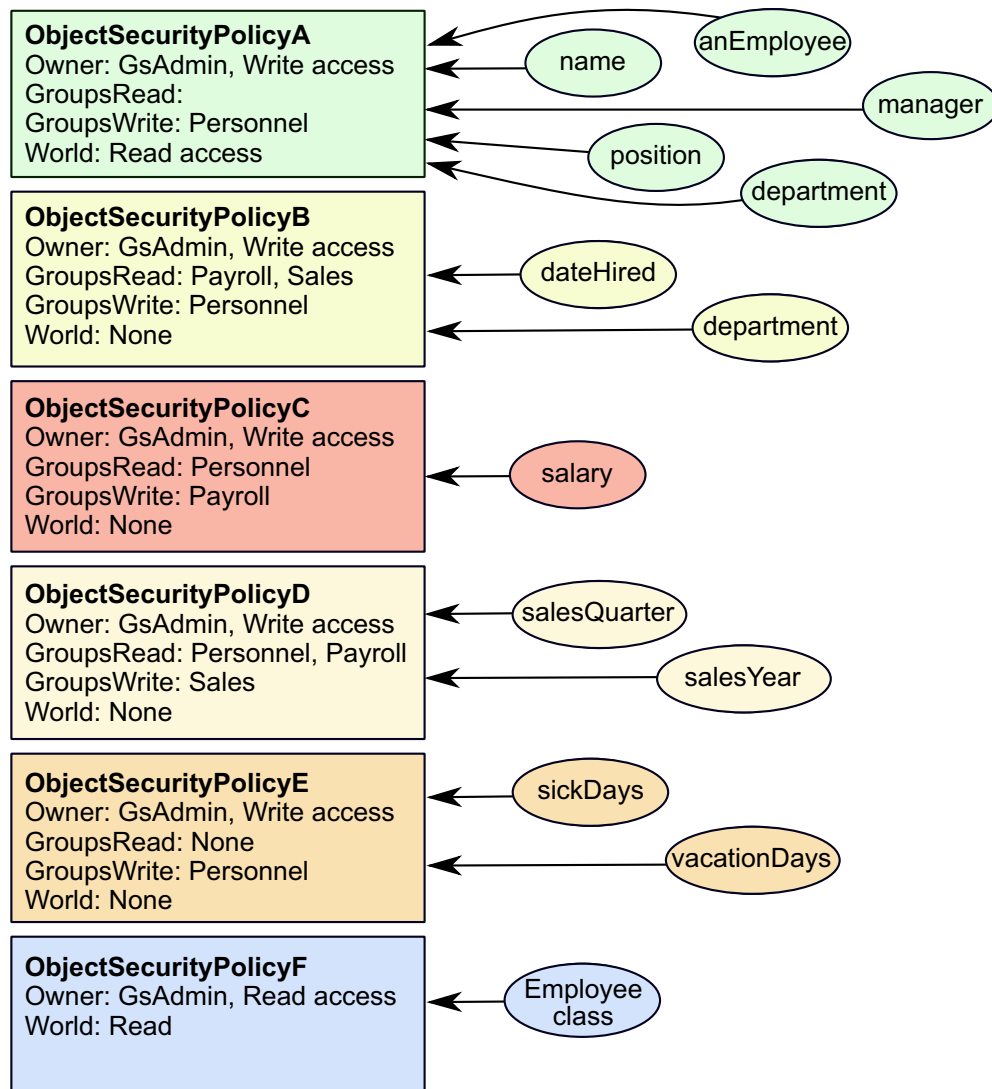 ObjectSecurityPolicyA
Owner: GsAdmin, Write access
GroupsRead:
GroupsWrite: Personnel
World: Read access
anEmployee
name
manager
position
department
ObjectSecurityPolicyB
Owner: GsAdmin, Write access
GroupsRead: Payroll, Sales
GroupsWrite: Personnel
World: None
dateHired
department
ObjectSecurityPolicyC
Owner: GsAdmin, Write access
GroupsRead: Personnel
GroupsWrite: Payroll
World: None
salary
ObjectSecurityPolicyD
Owner: GsAdmin, Write access
GroupsRead: Personnel, Payroll
GroupsWrite: Sales
World: None
salesQuarter
salesYear
ObjectSecurityPolicyE
Owner: GsAdmin, Write access
GroupsRead: None
GroupsWrite: Personnel
World: None
sickDays
vacationDays
ObjectSecurityPolicyF
Owner: GsAdmin, Read access
World: Read
Employee
class